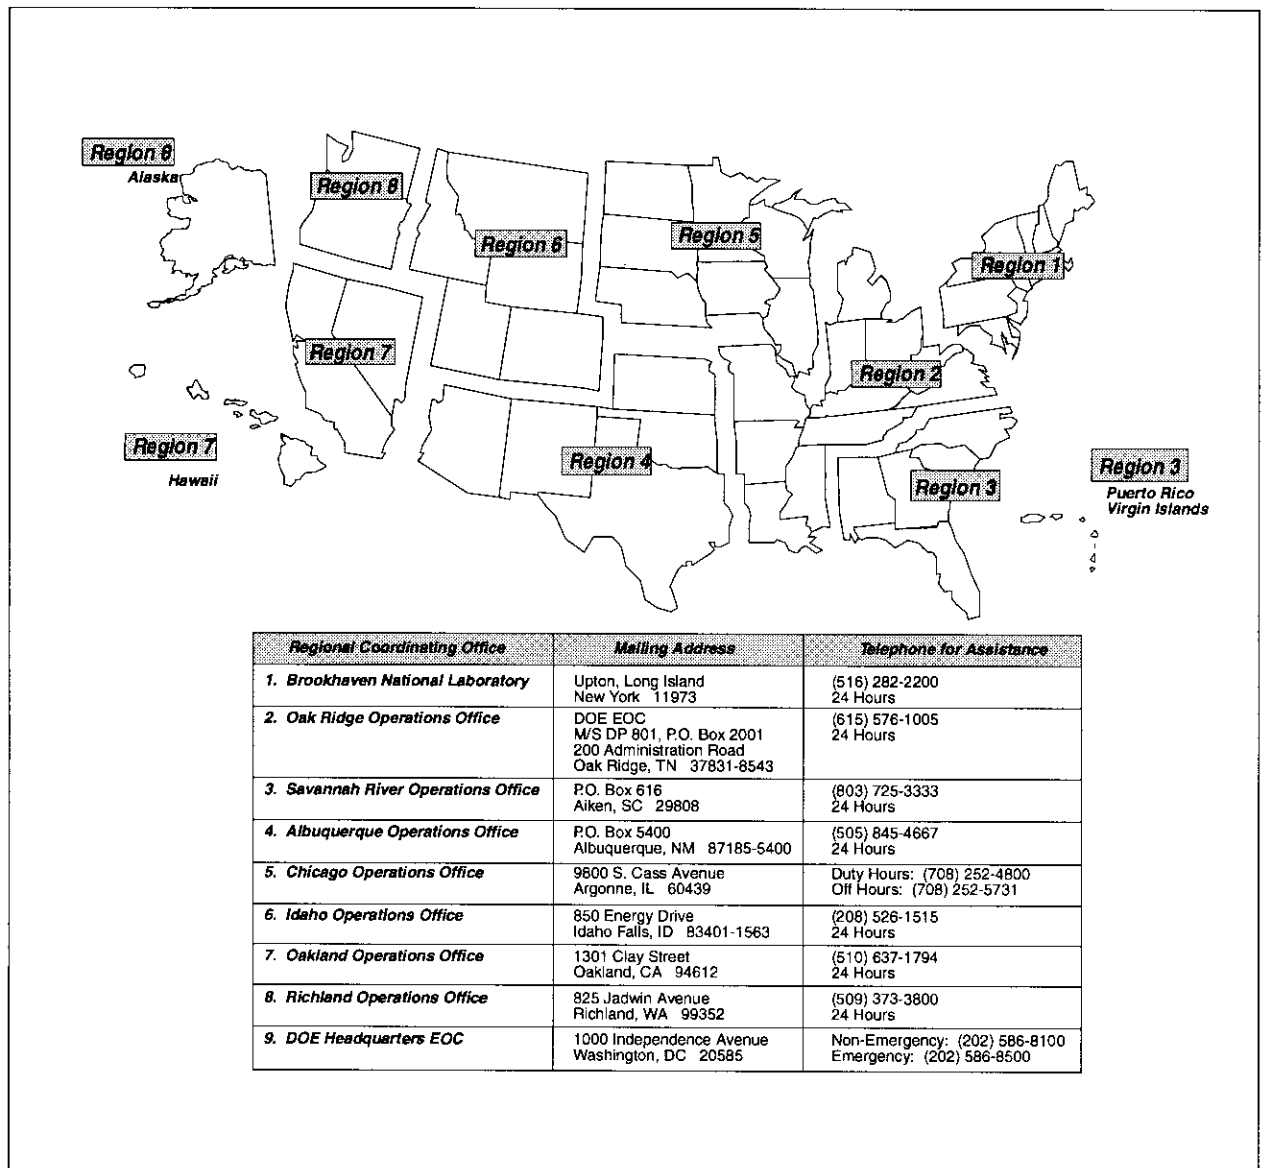 Region 8
Alaska
Region 8
Region 6
Region 5
Region 1
Region 7
Region 2
Region 7
Hawaii
Region 4
Region 3
Region 3
Puerto Rico
Virgin Islands
Regional Coordinating Office Mailing Address Telephone for Assistance
1. Brookhaven National Laboratory Upton, Long Island (516) 282-2200
New York 11973 24 Hours
2. Oak Ridge Operations Office DOE EOC (615) 576-1005
M/S DP 801, P.O. Box 2001 24 Hours
200 Administration Road
Oak Ridge, TN 37831-8543
3. Savannah River Operations Office P.O. Box 616 (803) 725-3333
Aiken, SC 29808 24 Hours
4. Albuquerque Operations Office P.O. Box 5400 (505) 845-4667
Albuquerque, NM 87185-5400 24 Hours
5. Chicago Operations Office 9800 S. Cass Avenue Duty Hours: (708) 252-4800
Argonne, IL 60439 Off Hours: (708) 252-5731
6. Idaho Operations Office 850 Energy Drive (208) 526-1515
Idaho Falls, ID 83401-1563 24 Hours
7. Oakland Operations Office 1301 Clay Street (510) 637-1794
Oakland, CA 94612 24 Hours
8. Richland Operations Office 825 Jadwin Avenue (509) 373-3800
Richland, WA 99352 24 Hours
9. DOE Headquarters EOC 1000 Independence Avenue Non-Emergency: (202) 586-8100
Washington, DC 20585 Emergency: (202) 586-8500